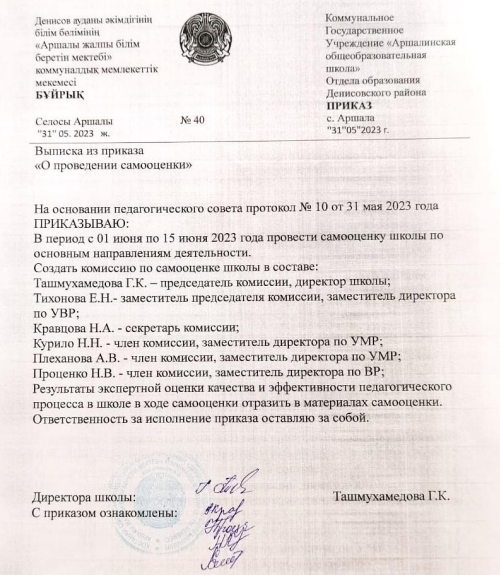 Денисов ауданы әкімдігінің
білім бөлімінің
«Аршалы жалпы білім
беретін мектебі»
коммуналдық мемлекеттік
мекемесі
БҰЙРЫҚ
Селосы Аршалы № 40
"31" 05. 2023 ж.
Коммунальное
Государственное
Учреждение «Аршалинская
общеобразовательная
школа»
Отдела образования
Денисовского района
ПРИКАЗ
с. Аршала
"31"05"2023 г.
Выписка из приказа
«О проведении самооценки»
На основании педагогического совета протокол № 10 от 31 мая 2023 года
ПРИКАЗЫВАЮ:
В период с 01 июня по 15 июня 2023 года провести самооценку школы по
основным направлениям деятельности.
Создать комиссию по самооценке школы в составе:
Ташмухамедова Г.К. – председатель комиссии, директор школы;
Тихонова Е.Н.- заместитель председателя комиссии, заместитель директора
по УВР;
Кравцова Н.А. - секретарь комиссии;
Курило Н.Н. - член комиссии, заместитель директора по УМР;
Плеханова А.В. - член комиссии, заместитель директора по УМР;
Проценко Н.В. - член комиссии, заместитель директора по ВР;
Результаты экспертной оценки качества и эффективности педагогического
процесса в школе в ходе самооценки отразить в материалах самооценки.
Ответственность за исполнение приказа оставляю за собой.
Директора школы: Ташмухамедова Г.К.
С приказом ознакомлены: